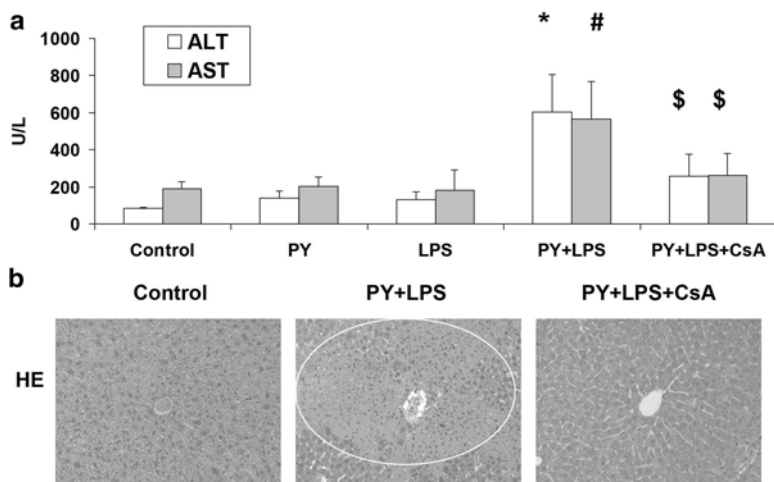 a
1000
800
600
400
200
0
U/L
ALT
AST
* #
$ $
Control PY LPS PY+LPS PY+LPS+CsA
b
Control PY+LPS PY+LPS+CsA
HE